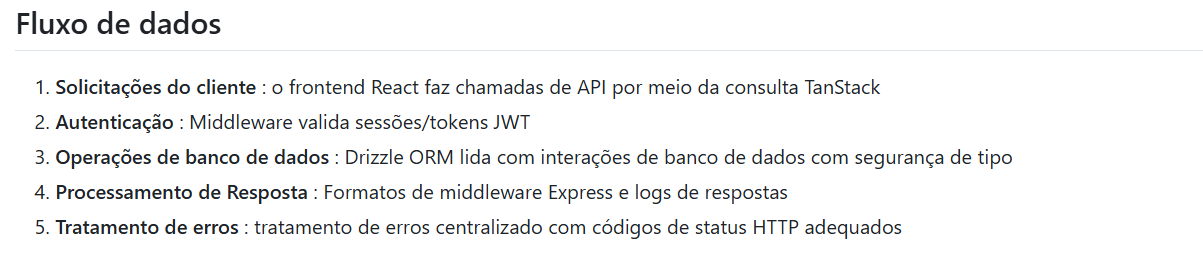 Fluxo de dados
1. Solicitações do cliente : o frontend React faz chamadas de API por meio da consulta TanStack
2. Autenticação : Middleware valida sessões/tokens JWT
3. Operações de banco de dados : Drizzle ORM lida com interações de banco de dados com segurança de tipo
4. Processamento de Resposta : Formatos de middleware Express e logs de respostas
5. Tratamento de erros : tratamento de erros centralizado com códigos de status HTTP adequados